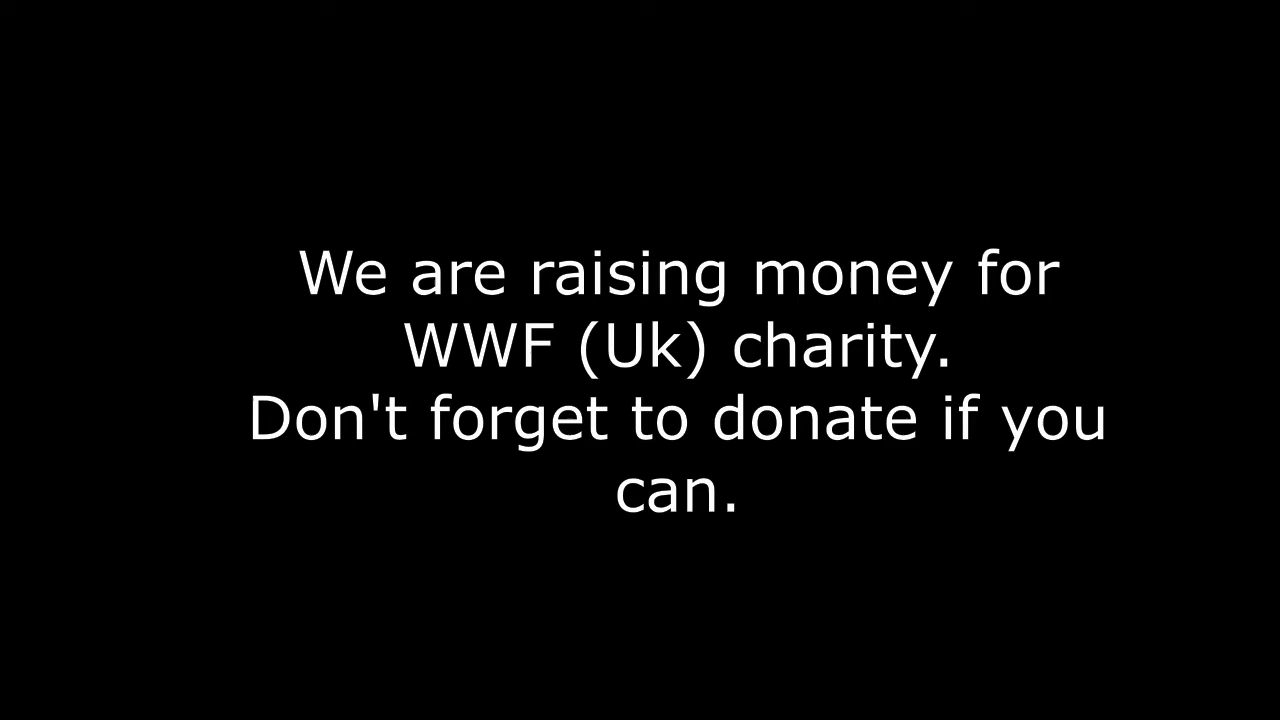 We are raising money for
WWF (Uk) charity.
Don't forget to donate if you
can.